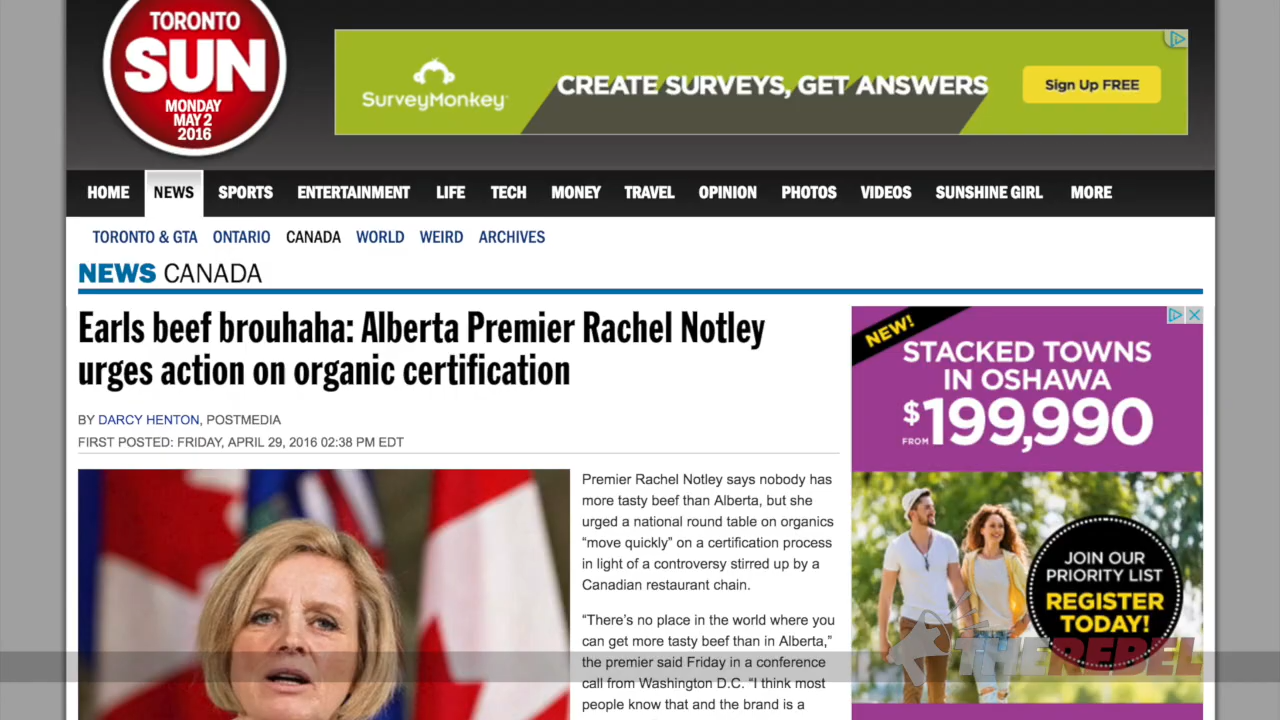 TORONTO
SUN
MONDAY
MAY 2
2016
SurveyMonkey
CREATE SURVEYS, GET ANSWERS
Sign Up FREE
HOME NEWS SPORTS ENTERTAINMENT LIFE TECH MONEY TRAVEL OPINION PHOTOS VIDEOS SUNSHINE GIRL MORE
TORONTO & GTA ONTARIO CANADA WORLD WEIRD ARCHIVES
NEWS CANADA
Earls beef brouhaha: Alberta Premier Rachel Notley
urges action on organic certification
BY DARCY HENTON, POSTMEDIA
FIRST POSTED: FRIDAY, APRIL 29, 2016 02:38 PM EDT
Premier Rachel Notley says nobody has
more tasty beef than Alberta, but she
urged a national round table on organics
“move quickly” on a certification process
in light of a controversy stirred up by a
Canadian restaurant chain.
“There’s no place in the world where you
can get more tasty beef than in Alberta,”
the premier said Friday in a conference
call from Washington D.C. “I think most
people know that and the brand is a
NEW!
STACKED TOWNS
IN OSHAWA
FROM $199,990
JOIN OUR
PRIORITY LIST
REGISTER
TODAY!
THEREBEL